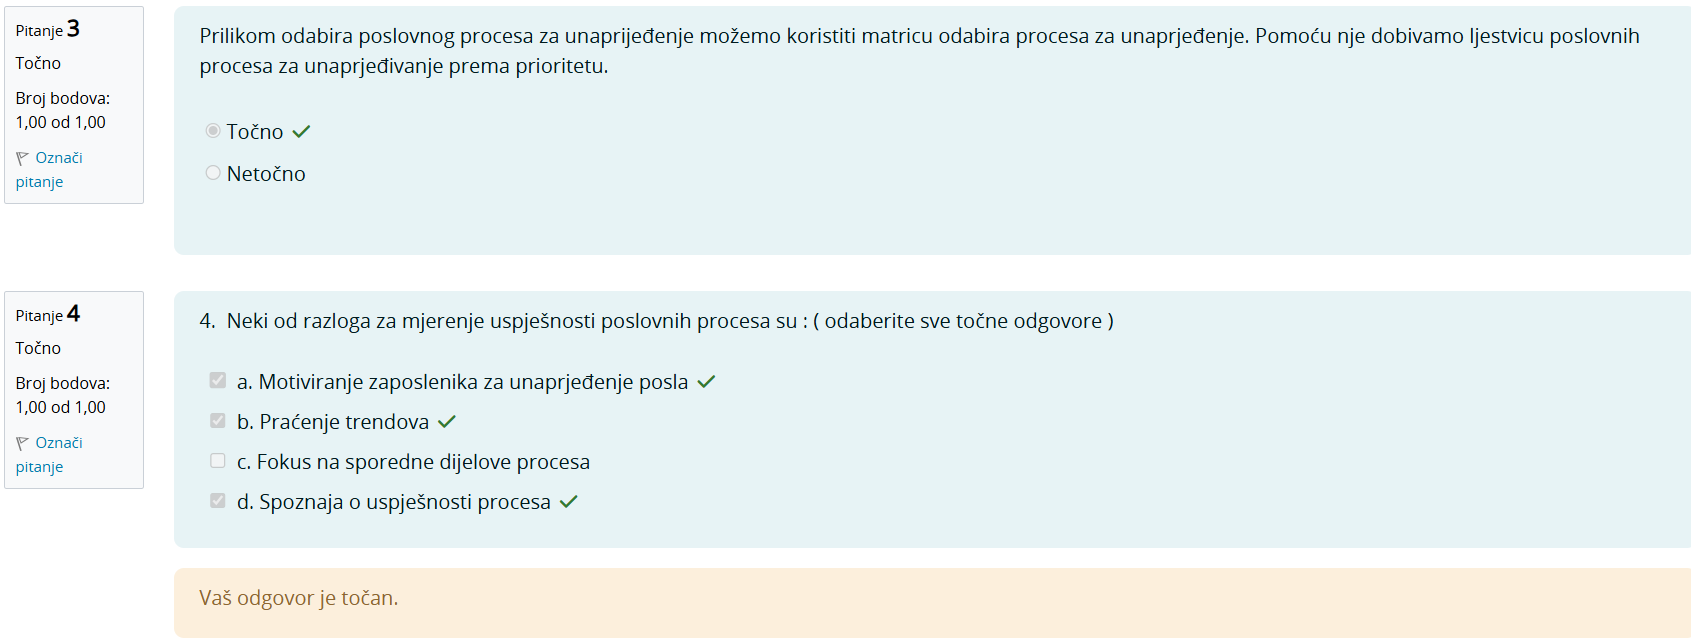 Pitanje 3
Točno
Broj bodova:
1,00 od 1,00
Označi
pitanje
Prilikom odabira poslovnog procesa za unaprijeđenje možemo koristiti matricu odabira procesa za unaprjeđenje. Pomoću nje dobivamo ljestvicu poslovnih
procesa za unaprjeđivanje prema prioritetu.
Točno
Netočno
Pitanje 4
Točno
Broj bodova:
1,00 od 1,00
Označi
pitanje
4. Neki od razloga za mjerenje uspješnosti poslovnih procesa su : ( odaberite sve točne odgovore )
a. Motiviranje zaposlenika za unaprjeđenje posla
b. Praćenje trendova
c. Fokus na sporedne dijelove procesa
d. Spoznaja o uspješnosti procesa
Vaš odgovor je točan.